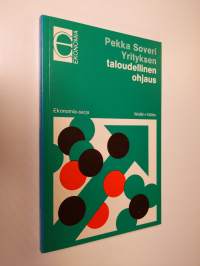 EKONOMIA
Pekka Soveri
Yrityksen
taloudellinen
ohjaus
Ekonomia-sarja
Weilin+Göös